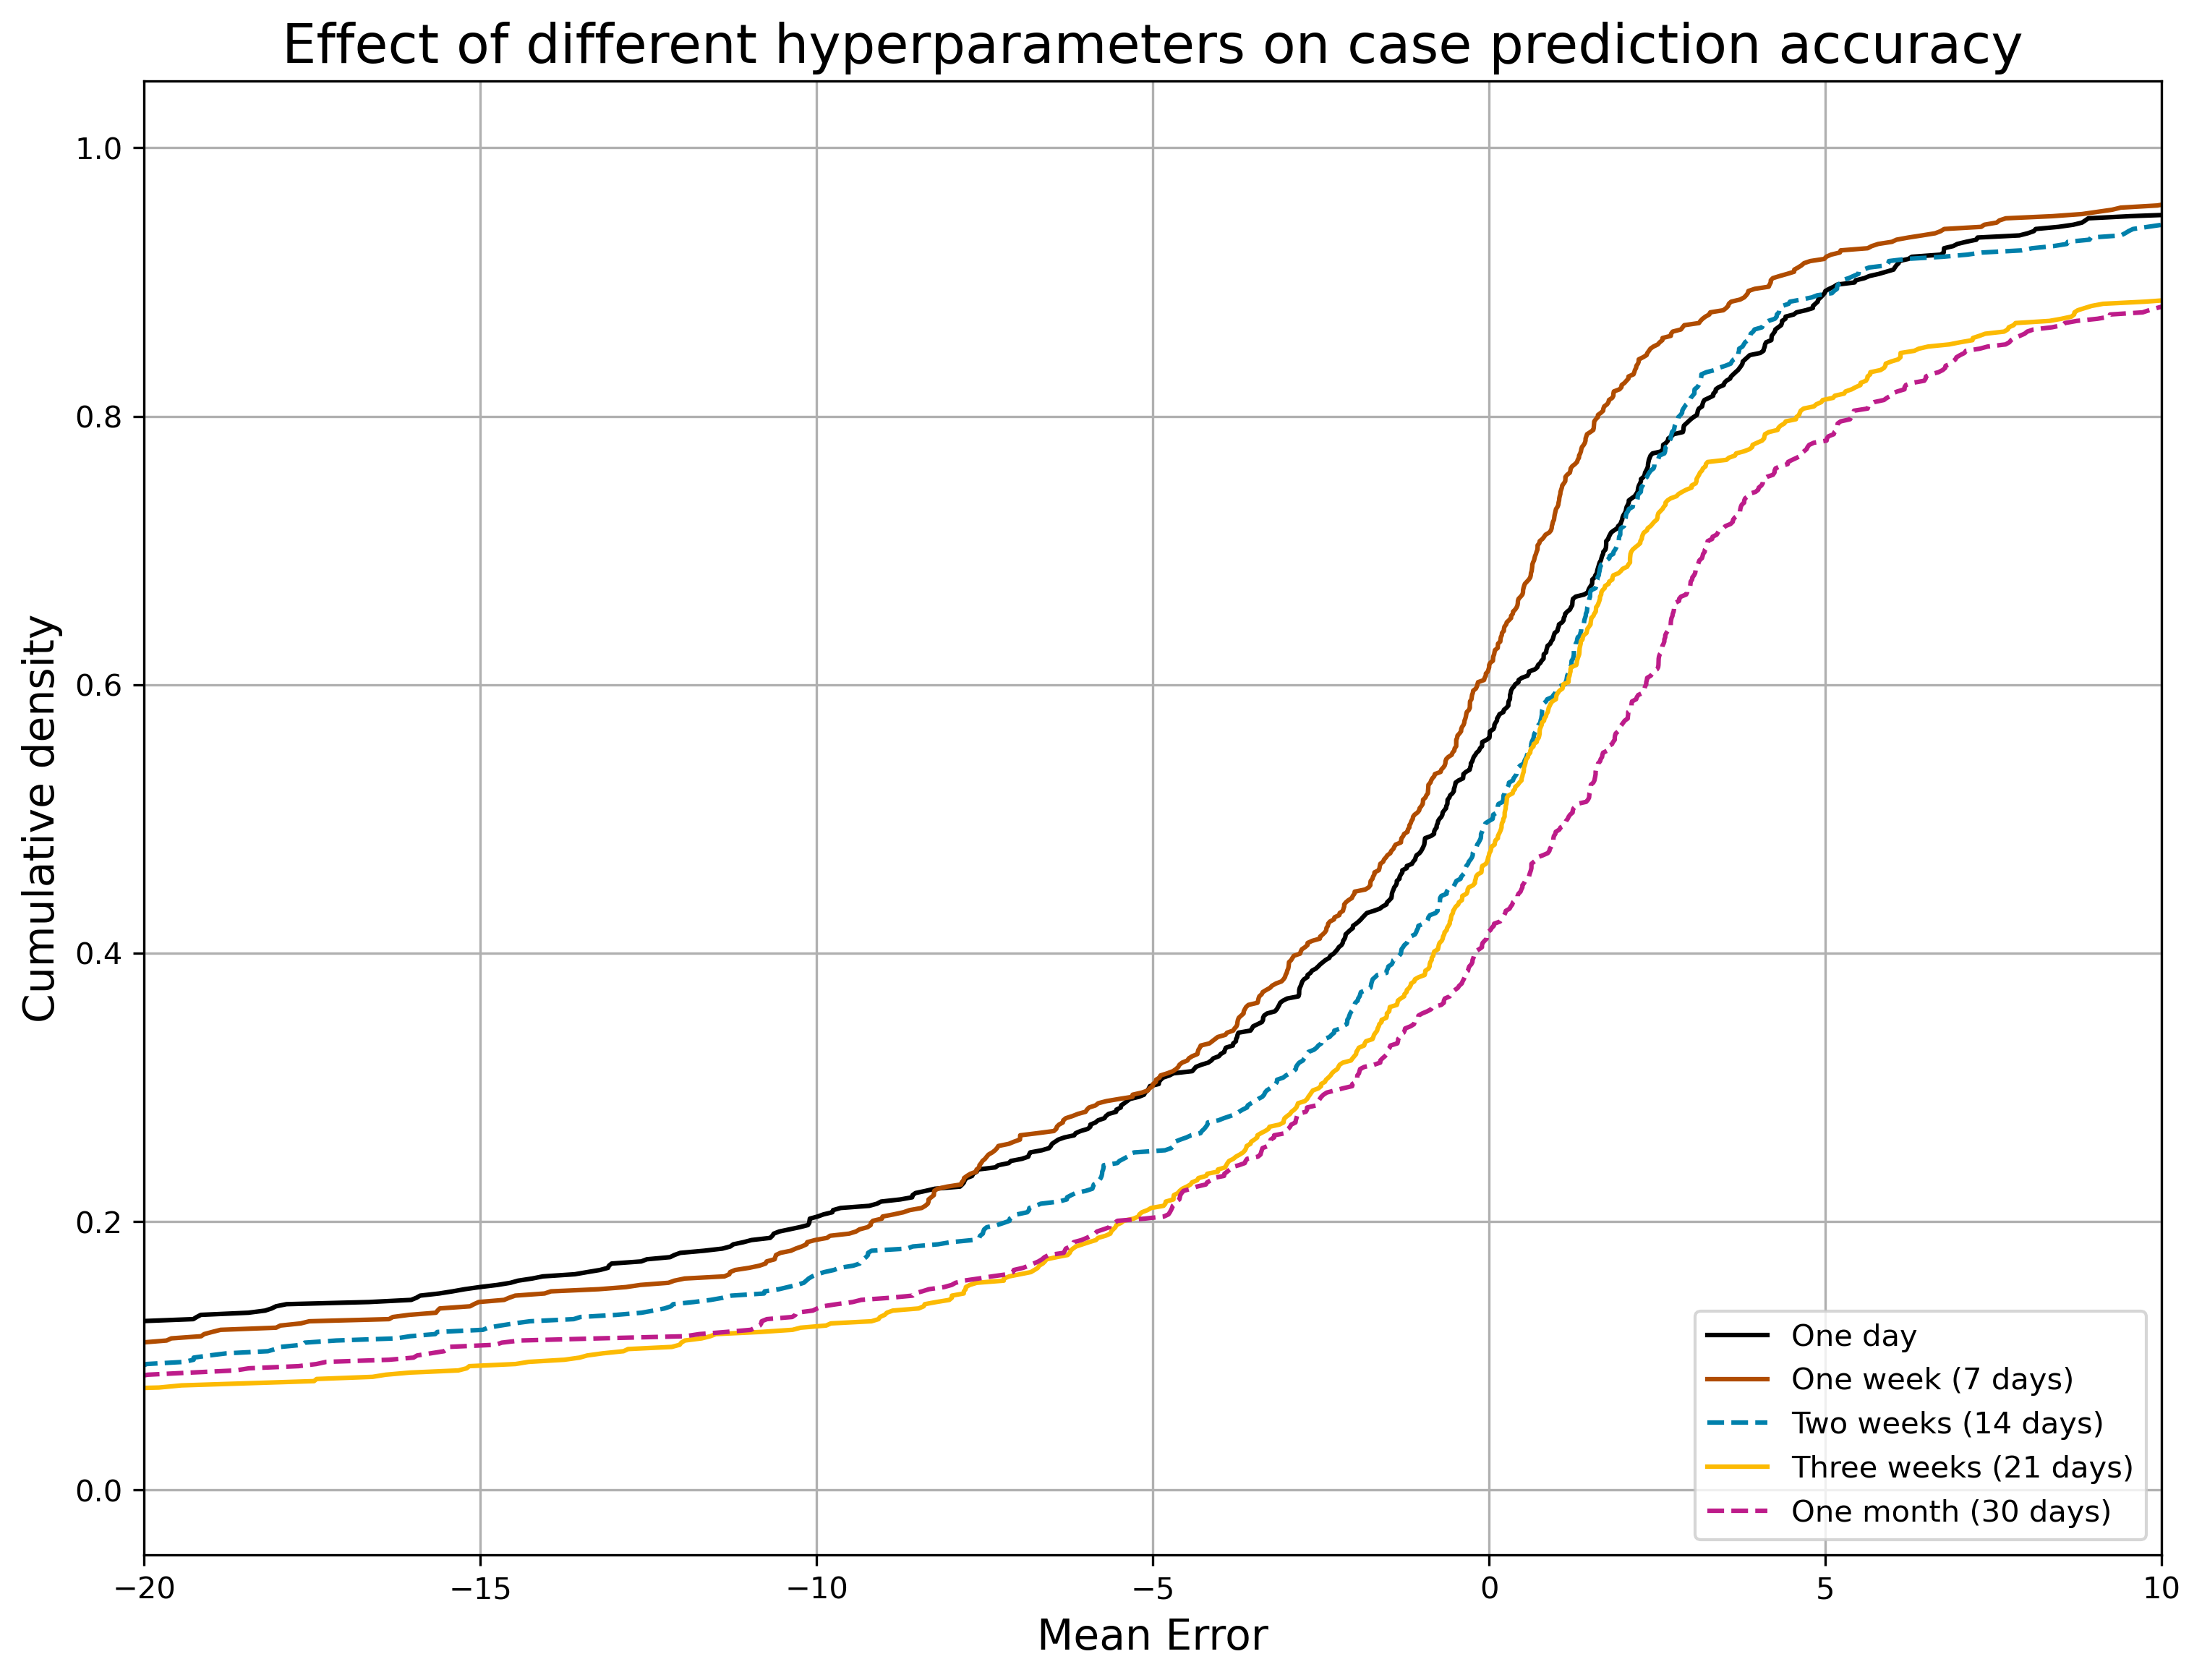 Effect of different hyperparameters on case prediction accuracy
Cumulative density
1.0
0.8
0.6
0.4
0.2
0.0
−20
−15
−10
−5
0
5
10
Mean Error
One day
One week (7 days)
Two weeks (14 days)
Three weeks (21 days)
One month (30 days)